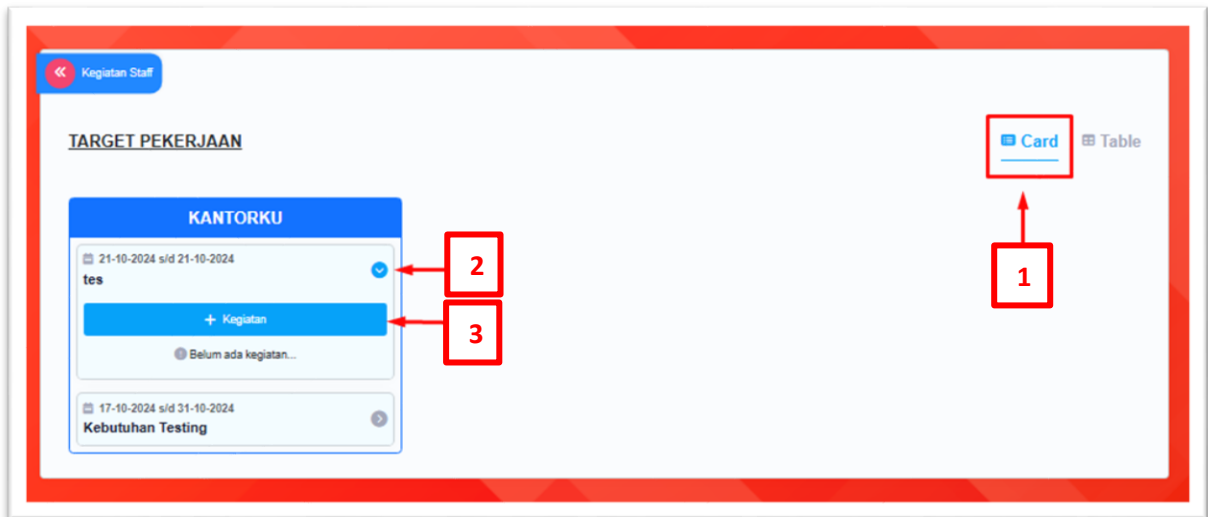 Kegiatan Staff
TARGET PEKERJAAN
Card
Table
KANTORKU
21-10-2024 s/d 21-10-2024
tes
2
1
+ Kegiatan
3
Belum ada kegiatan...
17-10-2024 s/d 31-10-2024
Kebutuhan Testing